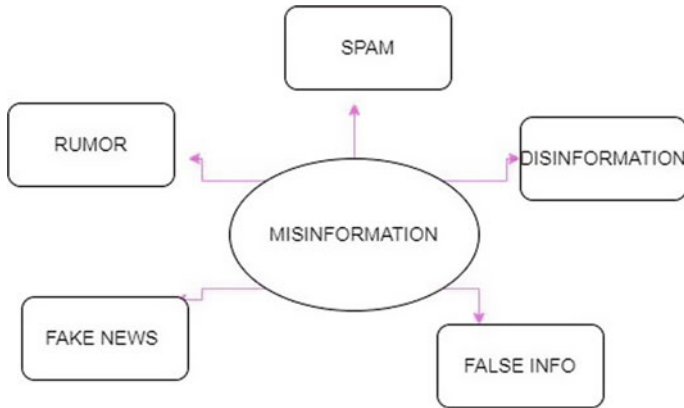 SPAM
RUMOR
DISINFORMATION
MISINFORMATION
FAKE NEWS
FALSE INFO